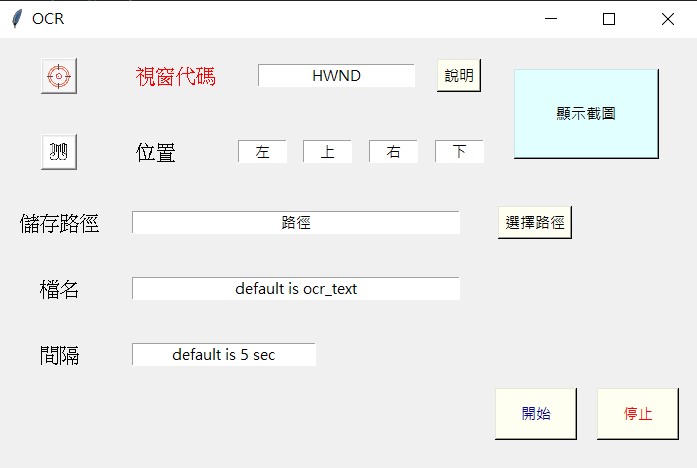 OCR
視窗代碼 HWND 說明
顯示截圖
位置 左 上 右 下
儲存路徑 路徑 選擇路徑
檔名 default is ocr_text
間隔 default is 5 sec
開始 停止